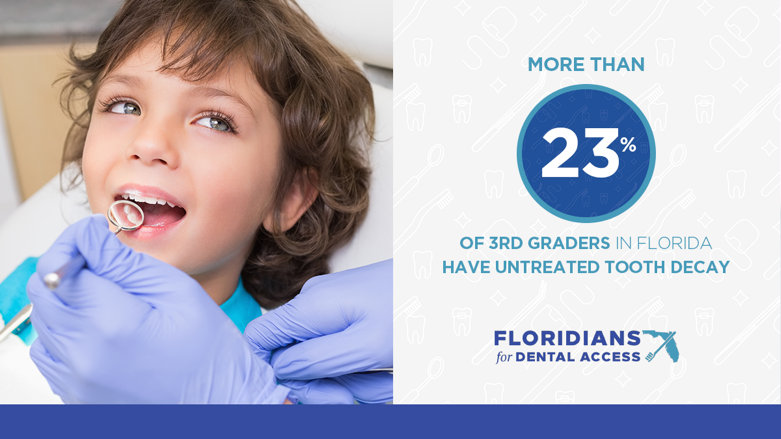 MORE THAN
23%
OF 3RD GRADERS IN FLORIDA
HAVE UNTREATED TOOTH DECAY
FLORIDIANS
for DENTAL ACCESS